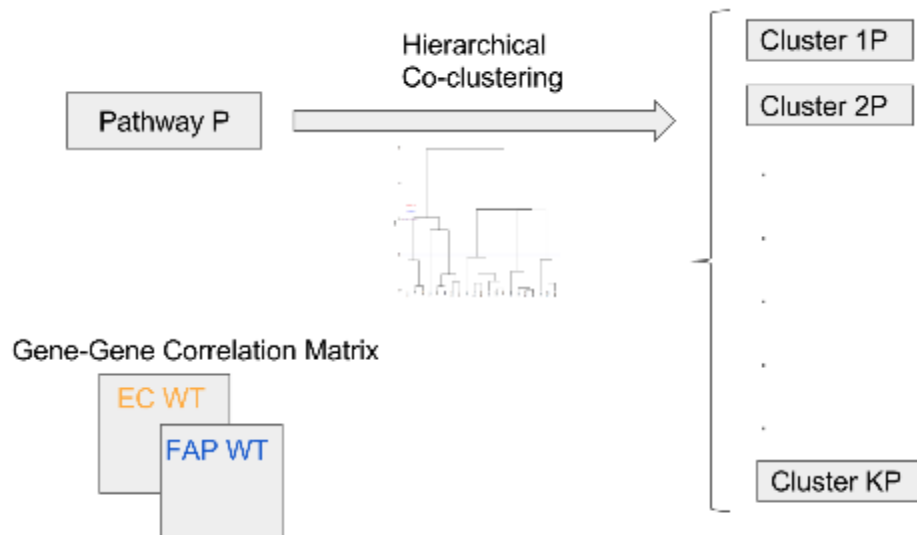 Hierarchical
Co-clustering
Pathway P
Cluster 1P
Cluster 2P
.
.
.
.
.
Cluster KP
Gene-Gene Correlation Matrix
EC WT
FAP WT